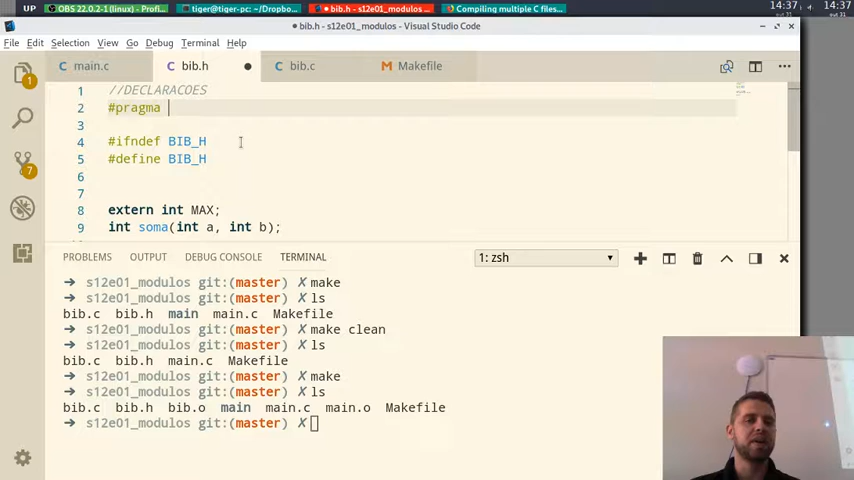 UP OBS 22.0.2-1 (linux) - Profi... tiger@tiger-pc: ~/Dropbo... bib.h - s12e01_modulos -... Compiling multiple C files... 14:37 14:37
● bib.h - s12e01_modulos - Visual Studio Code
File Edit Selection View Go Debug Terminal Help
C main.c C bib.h ● C bib.c M Makefile
1 //DECLARACOES
2 #pragma
3
4 #ifndef BIB_H
5 #define BIB_H
6
7
8 extern int MAX;
9 int soma(int a, int b);
PROBLEMS OUTPUT DEBUG CONSOLE TERMINAL 1: zsh
➜ s12e01_modulos git:(master) ✗ make
➜ s12e01_modulos git:(master) ✗ ls
bib.c bib.h main main.c Makefile
➜ s12e01_modulos git:(master) ✗ make clean
➜ s12e01_modulos git:(master) ✗ ls
bib.c bib.h main.c Makefile
➜ s12e01_modulos git:(master) ✗ make
➜ s12e01_modulos git:(master) ✗ ls
bib.c bib.h bib.o main main.c main.o Makefile
➜ s12e01_modulos git:(master) ✗
1
7